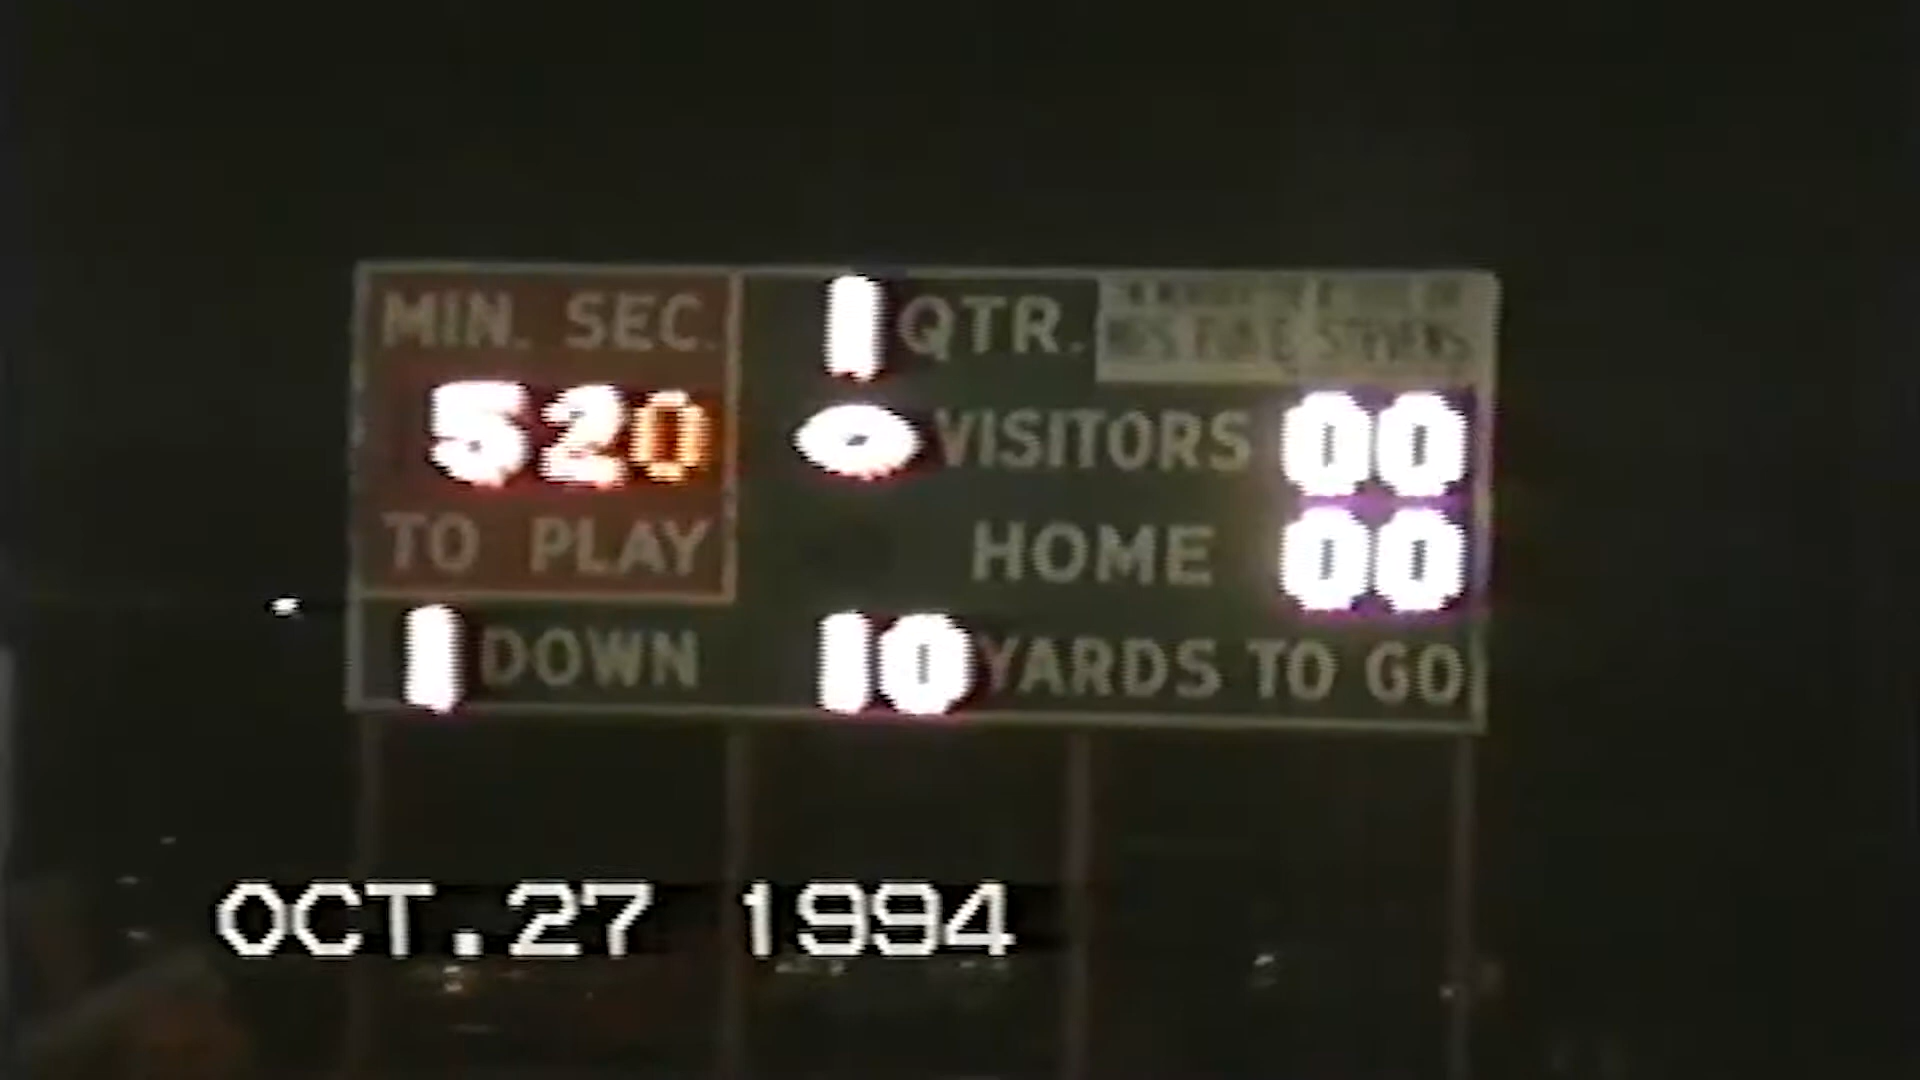 MIN. SEC.
520
TO PLAY
1 DOWN
1 QTR.
VISITORS 00
HOME 00
10 YARDS TO GO
OCT.27 1994